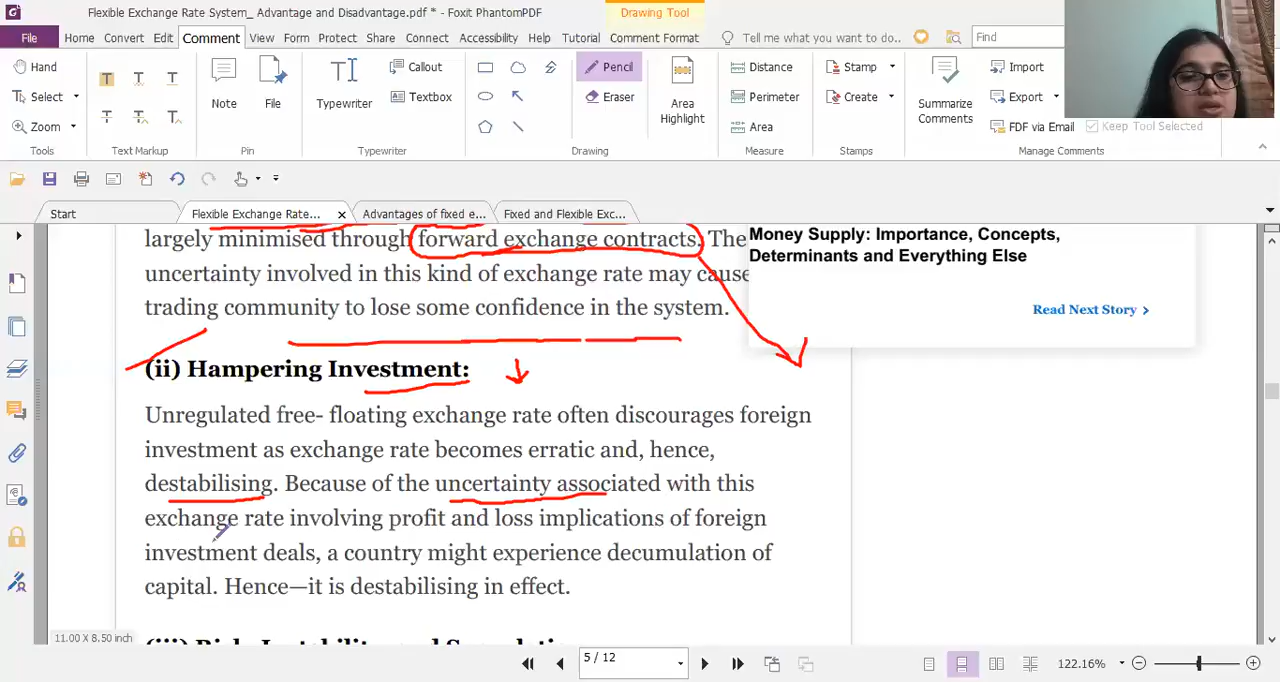 Flexible Exchange Rate System_ Advantage and Disadvantage.pdf * - Foxit PhantomPDF
Drawing Tool
File Home Convert Edit Comment View Form Protect Share Connect Accessibility Help Tutorial Comment Format Tell me what you want to do.. Find
Hand
Select
Zoom
Tools
T T T
T T T
Text Markup
Note
File
Pin
Typewriter
Callout
Textbox
Typewriter
Pencil
Eraser
Drawing
Area
Highlight
Distance
Perimeter
Area
Measure
Stamp
Create
Stamps
Summarize
Comments
Import
Export
FDF via Email
Keep Tool Selected
Manage Comments
Start
Flexible Exchange Rate... x
Advantages of fixed e...
Fixed and Flexible Exc...
largely minimised through forward exchange contracts. The
uncertainty involved in this kind of exchange rate may cause
trading community to lose some confidence in the system.
(ii) Hampering Investment:
Unregulated free- floating exchange rate often discourages foreign
investment as exchange rate becomes erratic and, hence,
destabilising. Because of the uncertainty associated with this
exchange rate involving profit and loss implications of foreign
investment deals, a country might experience decumulation of
capital. Hence—it is destabilising in effect.
Money Supply: Importance, Concepts,
Determinants and Everything Else
Read Next Story >
11.00 X 8.50 inch
5 / 12
122.16%